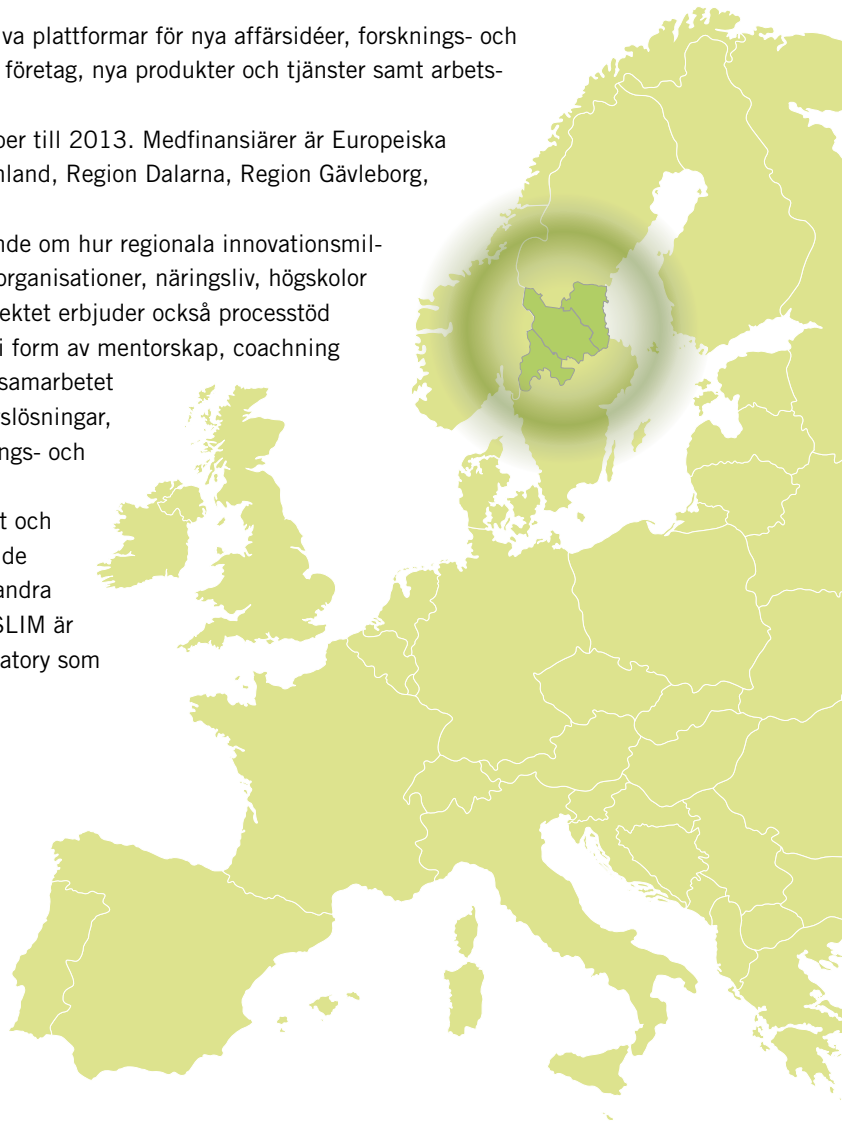 va plattformar för nya affärsidéer, forsknings- och
företag, nya produkter och tjänster samt arbets-
er till 2013. Medfinansiärer är Europeiska
nland, Region Dalarna, Region Gävleborg,
nde om hur regionala innovationsmil-
organisationer, näringsliv, högskolor
ektet erbjuder också processtöd
i form av mentorskap, coachning
samarbetet
slösningar,
ngs- och
t och
de
andra
SLIM är
atory som